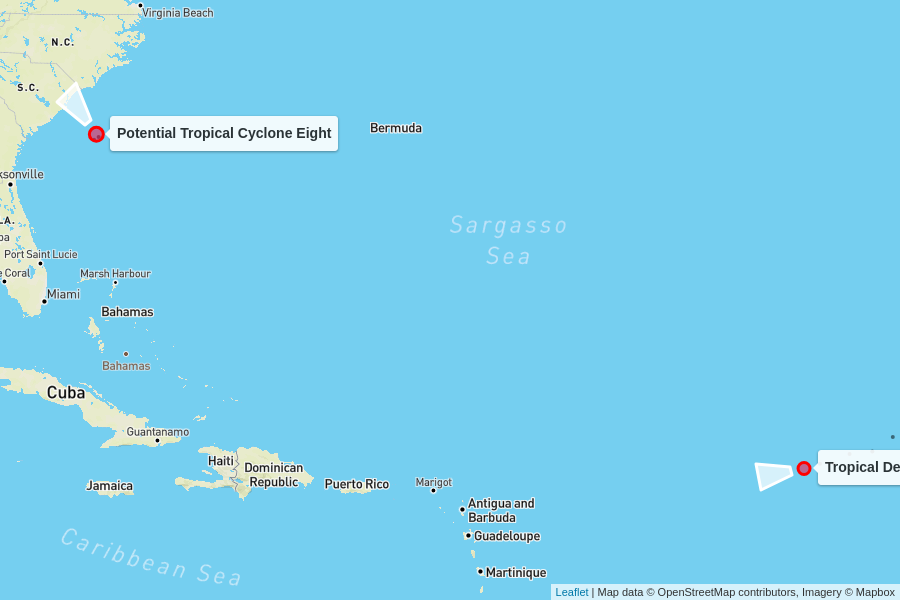 Virginia Beach
N.C.
S.C.
Potential Tropical Cyclone Eight
Bermuda
ksonville
LA.
Sargasso
Sea
pa
Port Saint Lucie
e Coral
Marsh Harbour
Miami
Bahamas
Bahamas
Cuba
Guantanamo
Haiti
Dominican
Republic
Tropical De
Jamaica
Puerto Rico
Marigot
Antigua and
Barbuda
Guadeloupe
Caribbean Sea
Martinique
Leaflet | Map data © OpenStreetMap contributors, Imagery © Mapbox